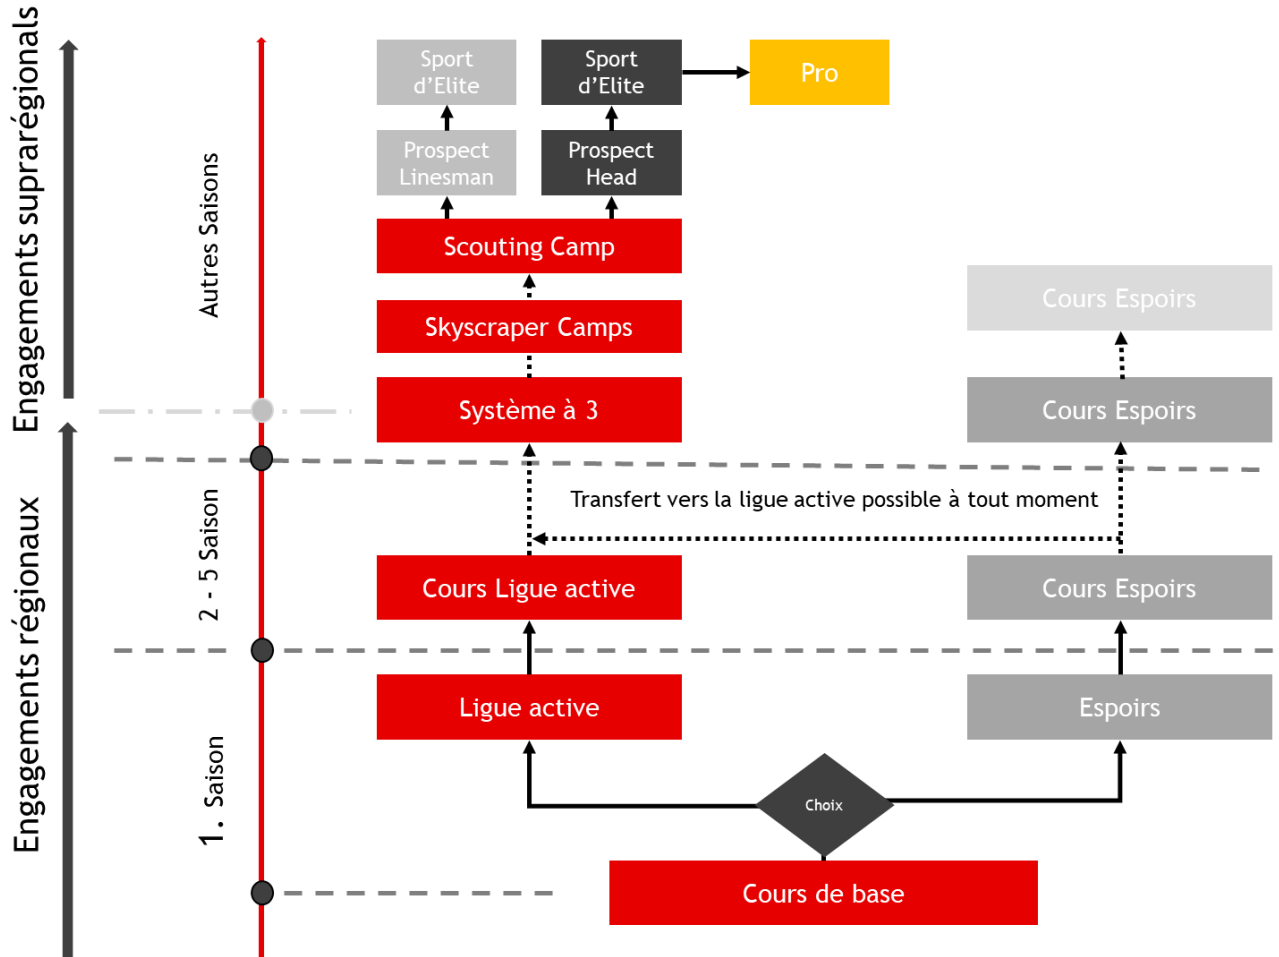 Engagements suprarégionals
Autres Saisons
Sport
d'Elite
Sport
d'Elite
Pro
Prospect
Linesman
Prospect
Head
Scouting Camp
Skyscraper Camps
Cours Espoirs
Système à 3
Cours Espoirs
Engagements régionaux
2 - 5 Saison
Transfert vers la ligue active possible à tout moment
Cours Ligue active
Cours Espoirs
1. Saison
Ligue active
Espoirs
Choix
Cours de base